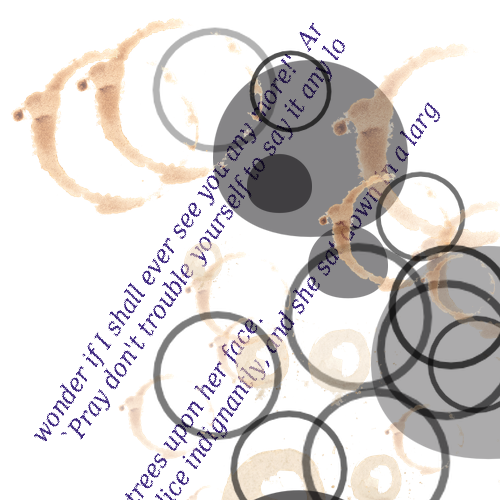 wonder if I shall ever see you any more!' Ar
`Pray don't trouble yourself to say it any lo
trees upon her face.
lice indignantly, and she sat down in a larg